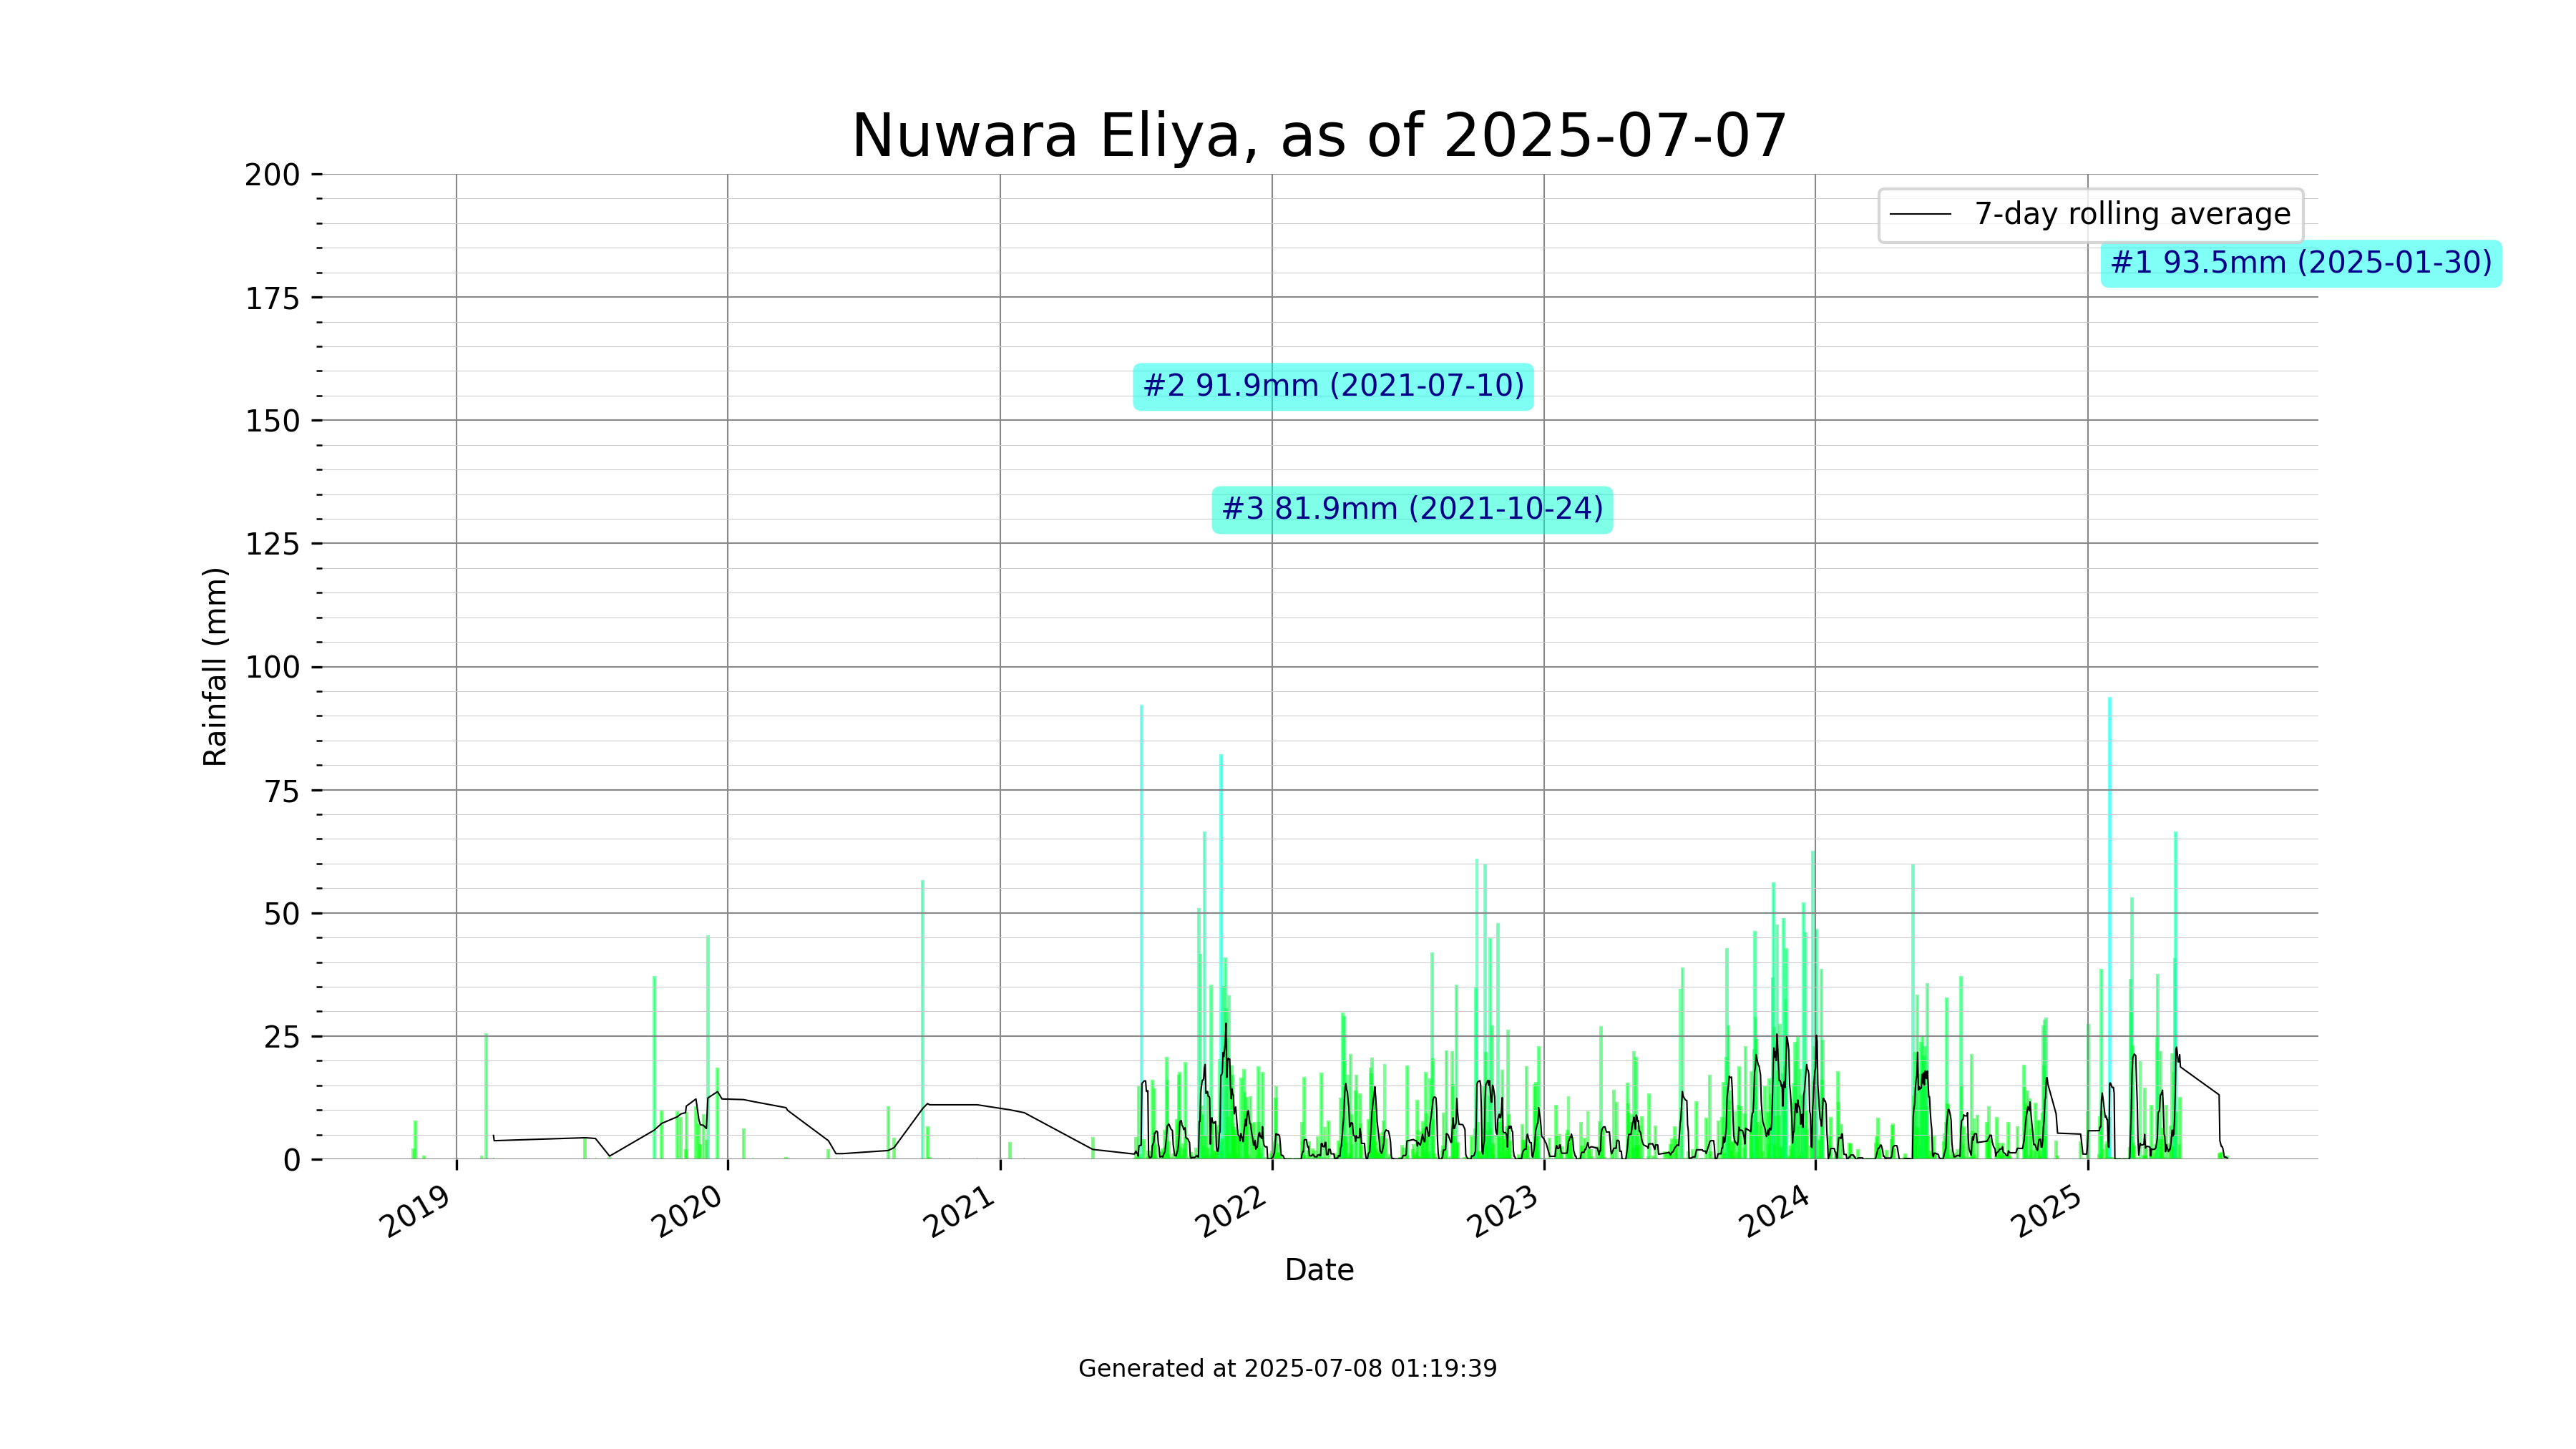 Nuwara Eliya, as of 2025-07-07
200
175
150
125
100
75
50
25
0
Rainfall (mm)
7-day rolling average
#1 93.5mm (2025-01-30)
#2 91.9mm (2021-07-10)
#3 81.9mm (2021-10-24)
2019
2020
2021
2022
2023
2024
2025
Date
Generated at 2025-07-08 01:19:39